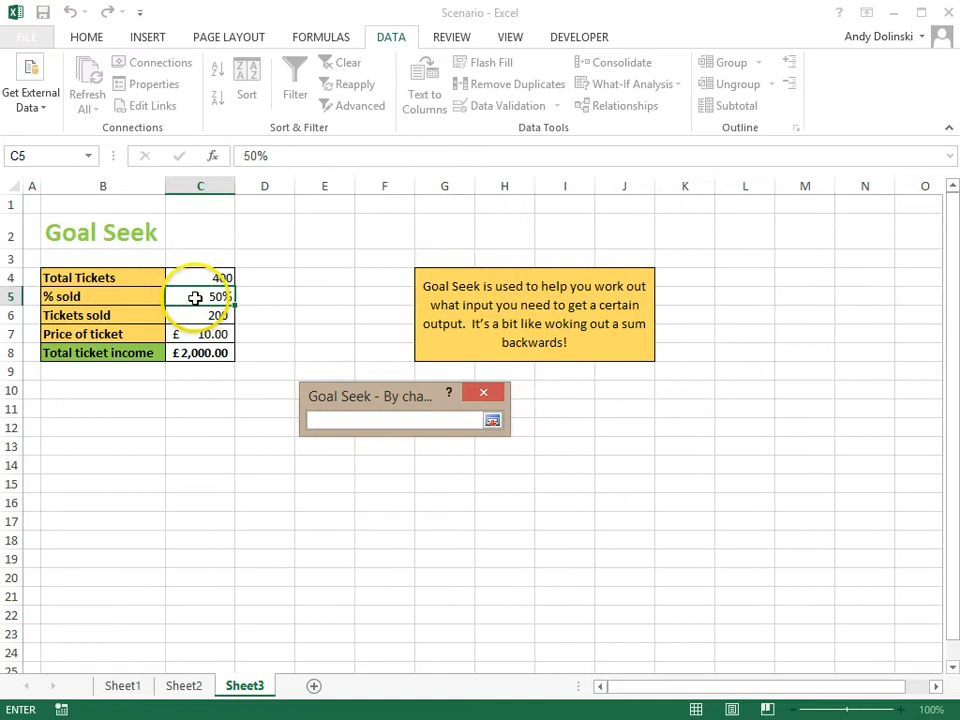 Scenario - Excel
?
FILE
HOME
INSERT
PAGE LAYOUT
FORMULAS
DATA
REVIEW
VIEW
DEVELOPER
Andy Dolinski
Get External
Data
Refresh
All
Connections
Properties
Edit Links
Connections
A
Z
Z
A
Z A
A Z
Sort
Filter
Clear
Reapply
Advanced
Sort & Filter
Text to
Columns
Flash Fill
Remove Duplicates
Data Validation
Consolidate
What-If Analysis
Relationships
Data Tools
Group
Ungroup
Subtotal
Outline
C5
fx
50%
A B C D E F G H I J K L M N O
1
2 Goal Seek
3
4 Total Tickets 400
5 % sold 50%
6 Tickets sold 200
7 Price of ticket £ 10.00
8 Total ticket income £ 2,000.00
Goal Seek is used to help you work out
what input you need to get a certain
output. It's a bit like woking out a sum
backwards!
9
10
11
12
13
14
15
16
17
18
19
20
21
22
23
24
25
Goal Seek - By cha... ?
Sheet1
Sheet2
Sheet3
ENTER
100%